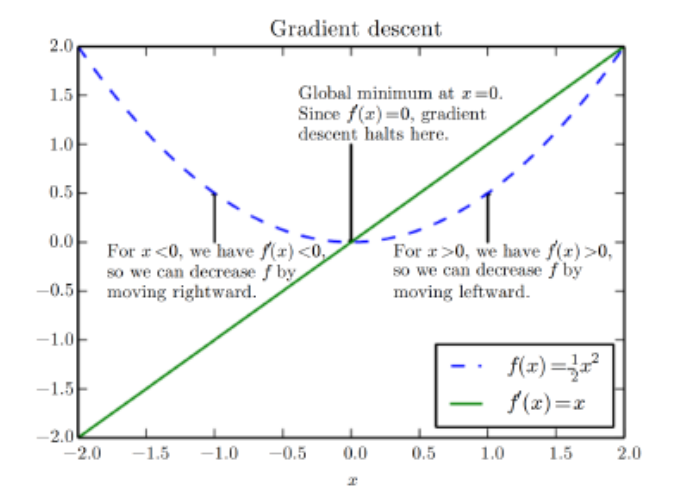 Gradient descent
2.0
1.5
1.0
0.5
0.0
−0.5
−1.0
−1.5
−2.0
Global minimum at x=0.
Since f′(x)=0, gradient
descent halts here.
For x<0, we have f′(x)<0,
so we can decrease f by
moving rightward.
For x>0, we have f′(x)>0,
so we can decrease f by
moving leftward.
f(x)=½x²
f′(x)=x
−2.0 −1.5 −1.0 −0.5 0.0 0.5 1.0 1.5 2.0
x